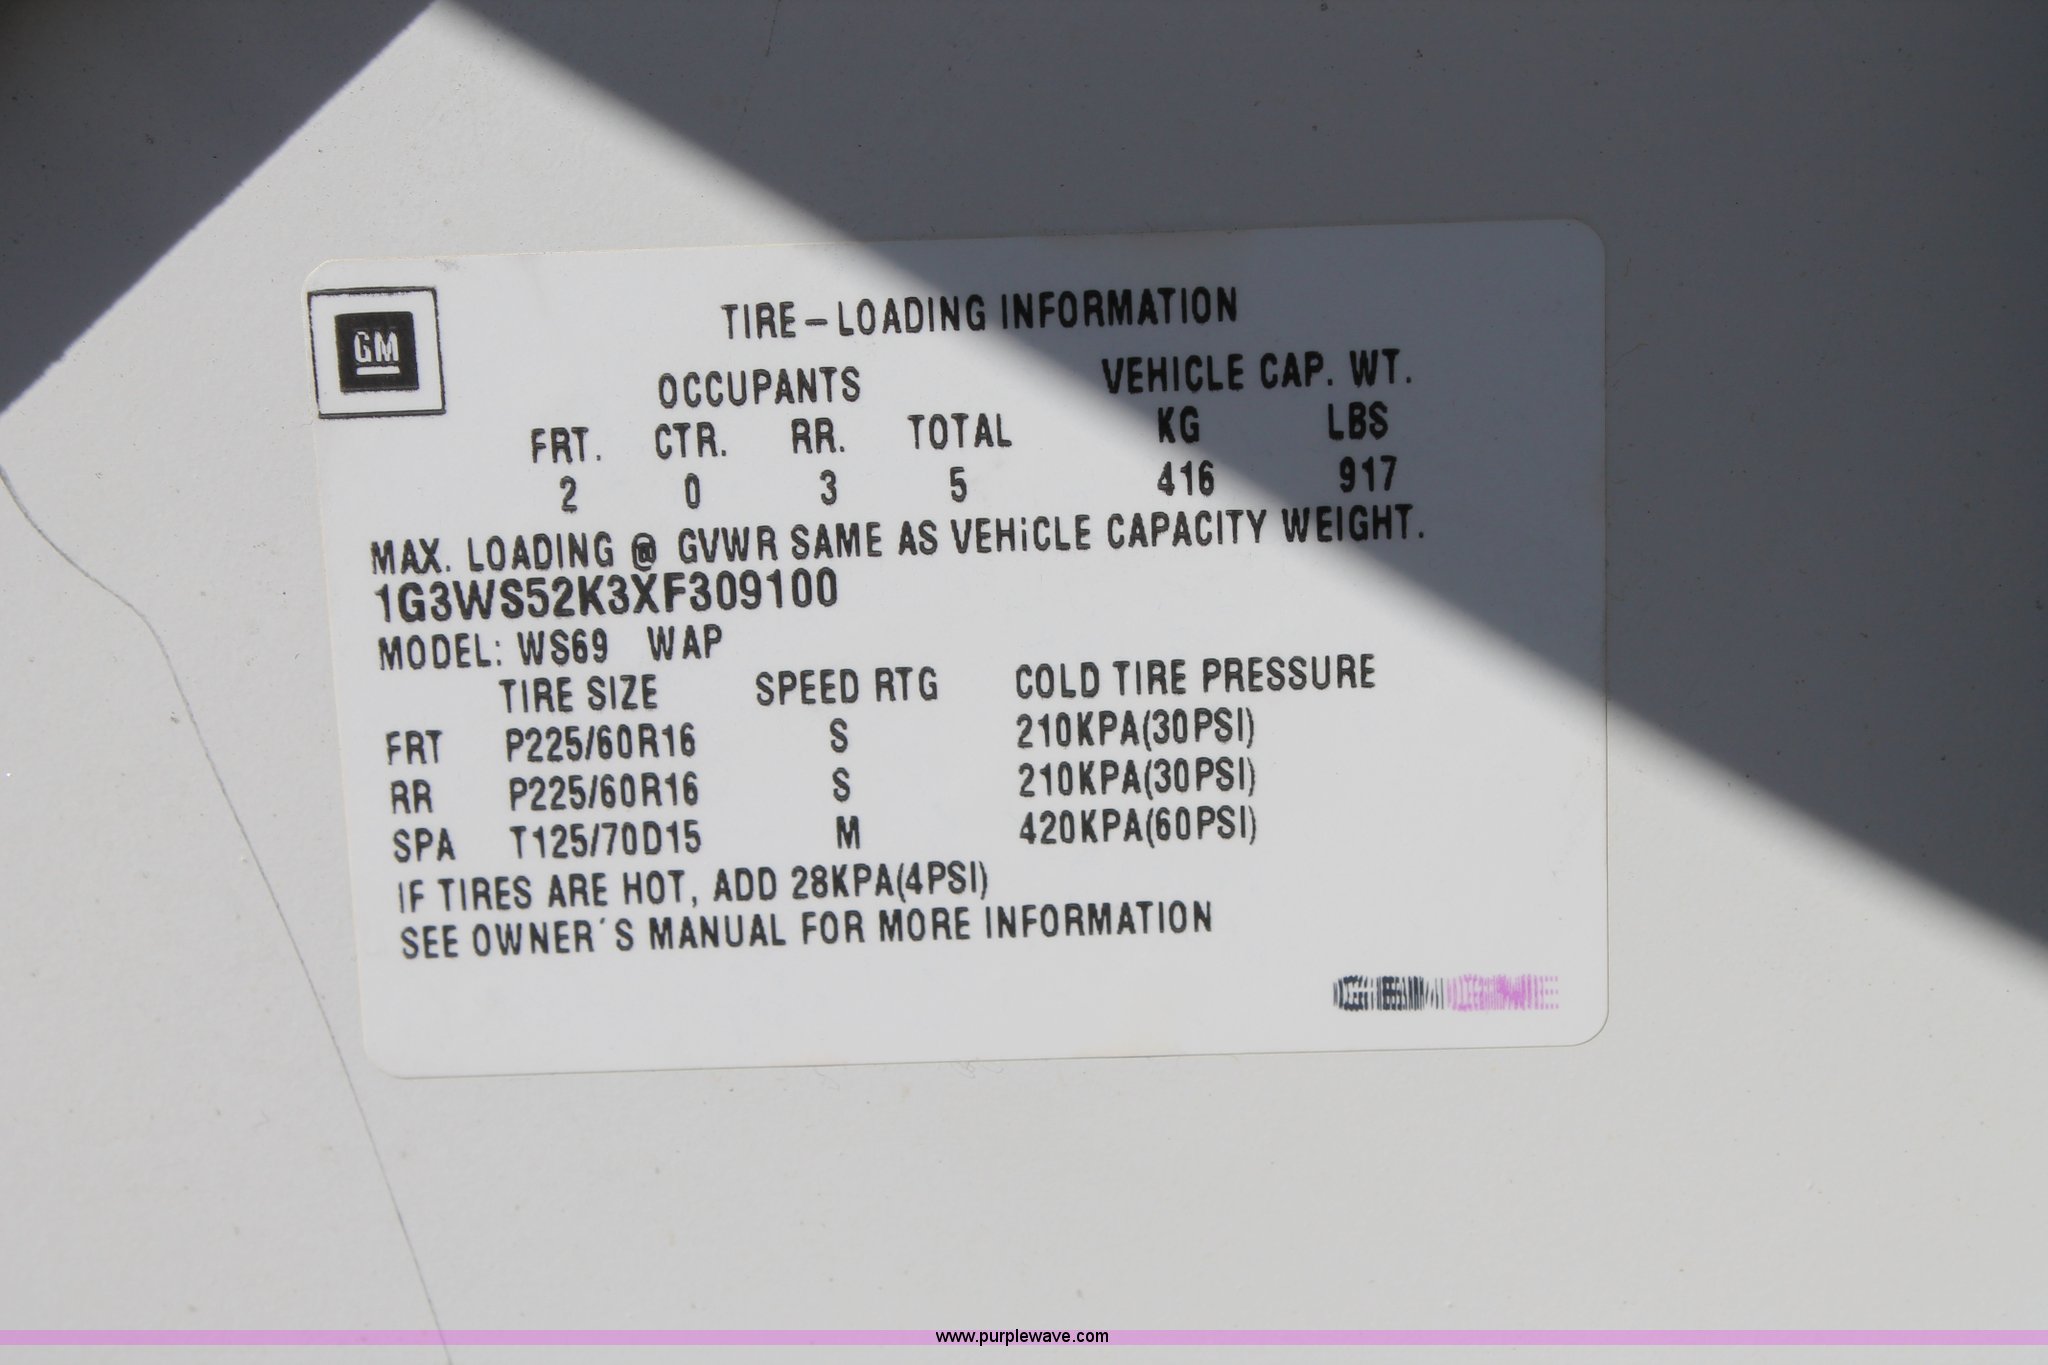 GM
TIRE-LOADING INFORMATION
OCCUPANTS VEHICLE CAP. WT.
FRT. CTR. RR. TOTAL KG LBS
2 0 3 5 416 917
MAX. LOADING @ GVWR SAME AS VEHiCLE CAPACITY WEIGHT.
1G3WS52K3XF309100
MODEL: WS69 WAP
TIRE SIZE SPEED RTG COLD TIRE PRESSURE
FRT P225/60R16 S 210KPA(30PSI)
RR P225/60R16 S 210KPA(30PSI)
SPA T125/70D15 M 420KPA(60PSI)
IF TIRES ARE HOT, ADD 28KPA(4PSI)
SEE OWNER´S MANUAL FOR MORE INFORMATION
www.purplewave.com